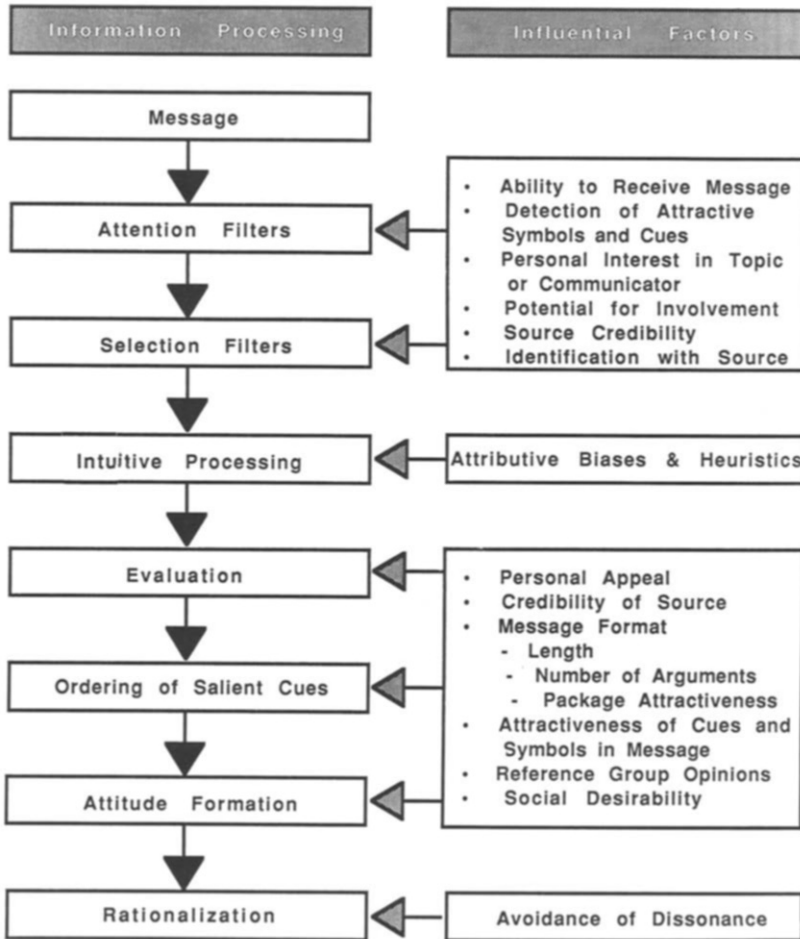 Information Processing
Influential Factors
Message
Attention Filters
Selection Filters
• Ability to Receive Message
• Detection of Attractive
Symbols and Cues
• Personal Interest in Topic
or Communicator
• Potential for Involvement
• Source Credibility
• Identification with Source
Intuitive Processing
Attributive Biases & Heuristics
Evaluation
Ordering of Salient Cues
Attitude Formation
• Personal Appeal
• Credibility of Source
• Message Format
- Length
- Number of Arguments
- Package Attractiveness
• Attractiveness of Cues and
Symbols in Message
• Reference Group Opinions
• Social Desirability
Rationalization
Avoidance of Dissonance